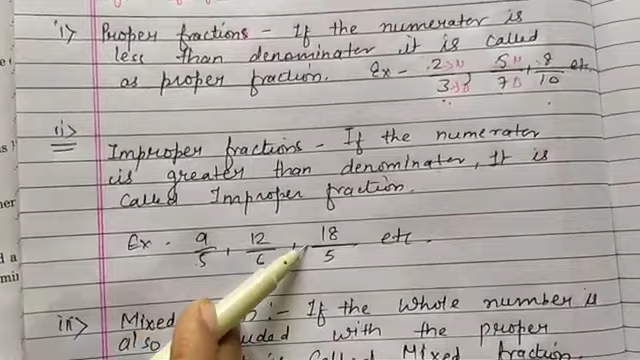 i) Proper fractions - If the numerator is
less than denominater it is called
as proper fraction. Ex - 2/3, 5/7, 8/10 etc
ii) Improper fractions - If the numerator
is greater than denominater, It is
called Improper fraction.
Ex - 9/5, 12/6, 18/5 etc.
iii) Mixed :- If the whole number is
also with the proper
Called Mixed fraction